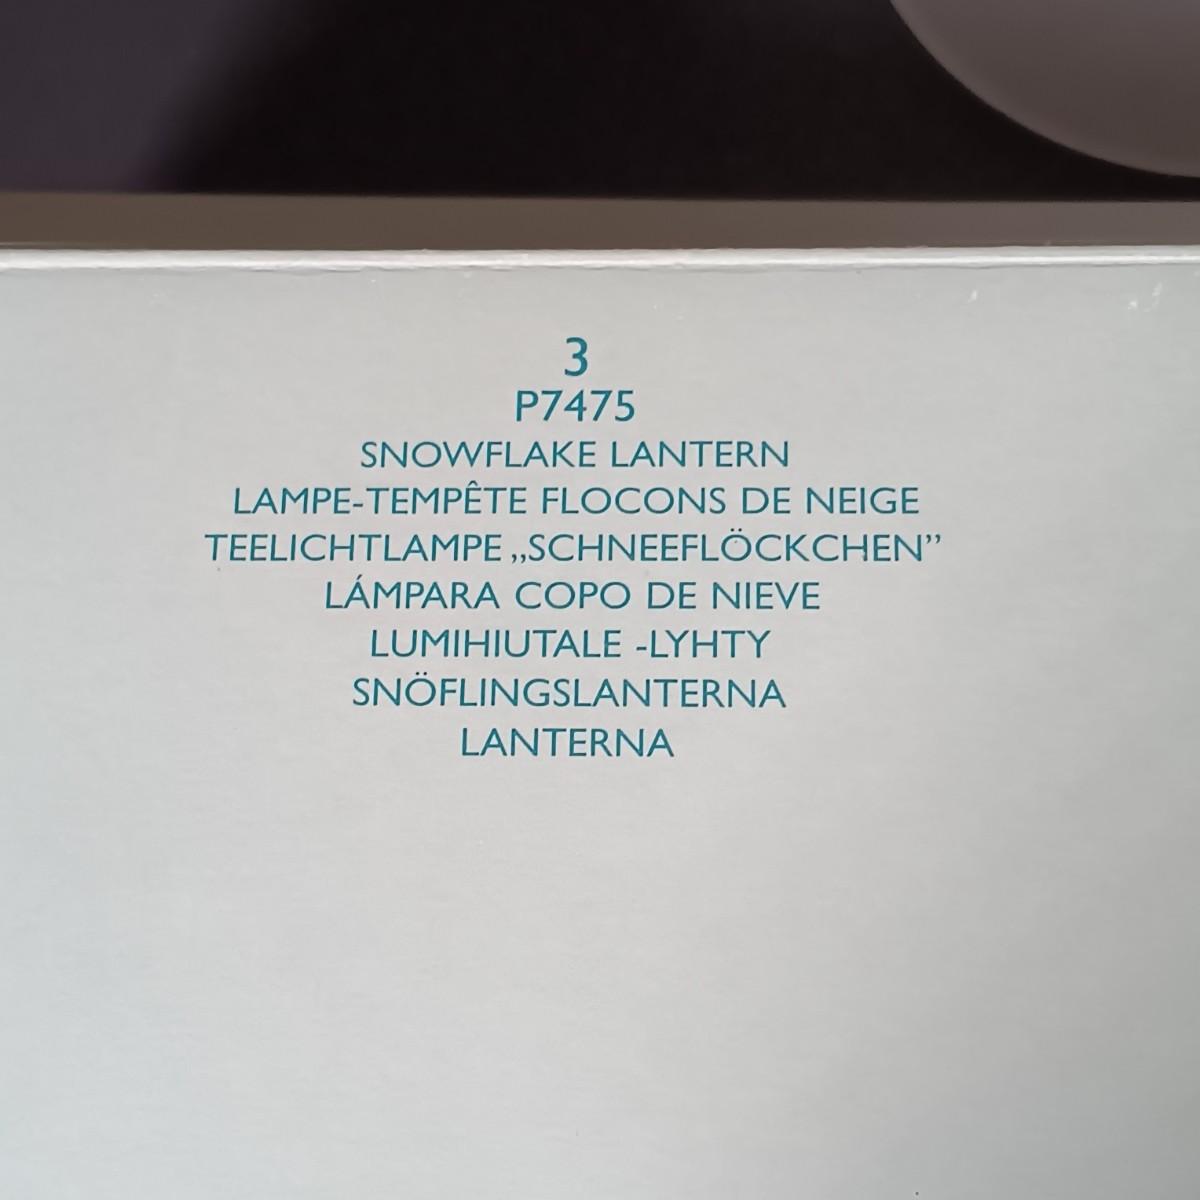 3
P7475
SNOWFLAKE LANTERN
LAMPE-TEMPÊTE FLOCONS DE NEIGE
TEELICHTLAMPE „SCHNEEFLÖCKCHEN”
LÁMPARA COPO DE NIEVE
LUMIHIUTALE -LYHTY
SNÖFLINGSLANTERNA
LANTERNA